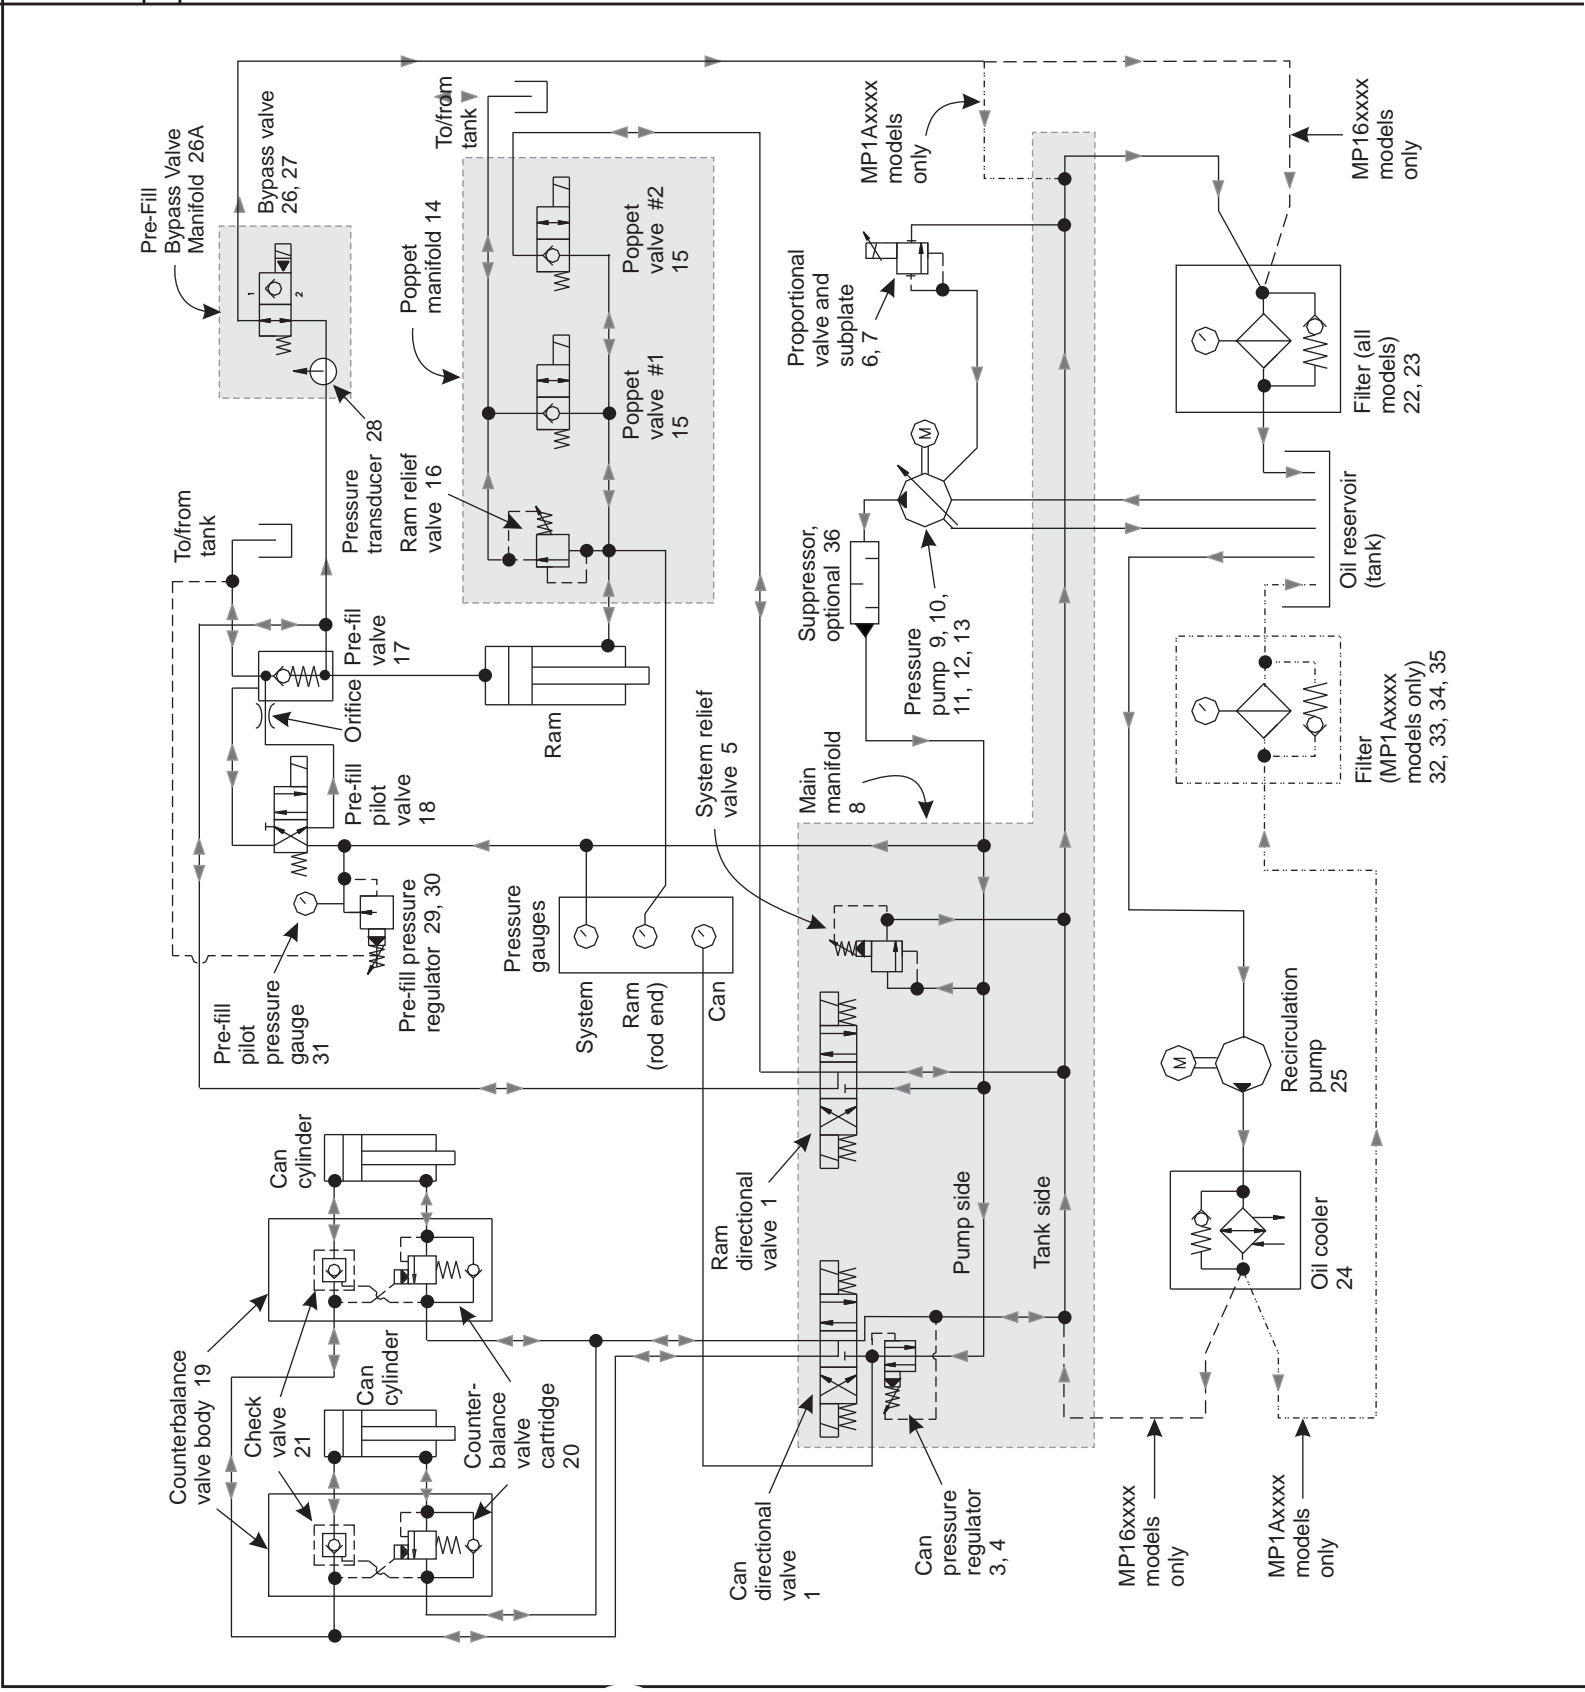 Pre-Fill
Bypass Valve
Manifold 26A
Bypass valve
26, 27
1
2
To/from
tank
Poppet
manifold 14
Poppet
valve #2
15
Poppet
valve #1
15
Ram relief
valve 16
Pressure
transducer 28
To/from
tank
Pre-fil
valve
17
Orifice
Ram
Pre-fill
pilot
valve
18
Pre-fill pressure
regulator 29, 30
Pre-fill
pilot
pressure
gauge
31
Pressure
gauges
System
Ram
(rod end)
Can
MP1Axxxx
models
only
MP16xxxx
models
only
Proportional
valve and
subplate
6, 7
M
Suppressor,
optional 36
Pressure
pump 9, 10,
11, 12, 13
Filter (all
models)
22, 23
Oil reservoir
(tank)
Filter
(MP1Axxxx
models only)
32, 33, 34, 35
System relief
valve 5
Main
manifold
8
M
Recirculation
pump
25
Oil cooler
24
Pump side
Tank side
Ram
directional
valve 1
Can
directional
valve
1
Can
pressure
regulator
3, 4
MP16xxxx
models
only
MP1Axxxx
models
only
Can
cylinder
Can
cylinder
Counterbalance
valve body 19
Check
valve
21
Counter-
balance
valve
cartridge
20